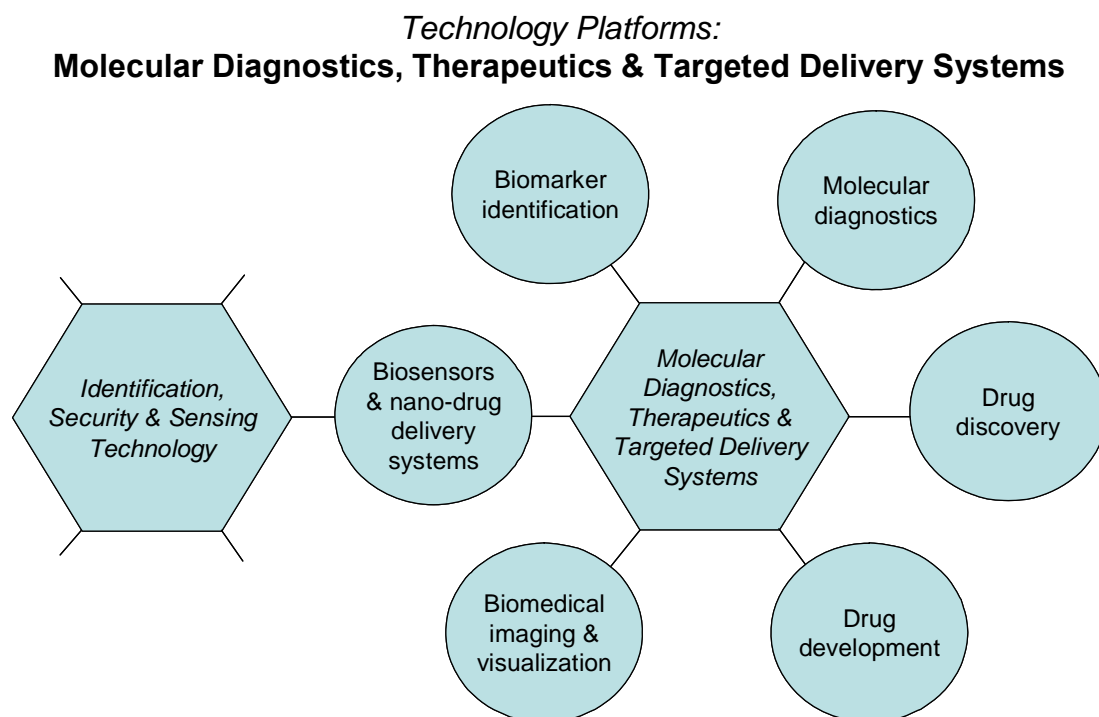 Technology Platforms:
Molecular Diagnostics, Therapeutics & Targeted Delivery Systems
Biomarker
identification
Molecular
diagnostics
Identification,
Security & Sensing
Technology
Biosensors
& nano-drug
delivery
systems
Molecular
Diagnostics,
Therapeutics &
Targeted Delivery
Systems
Drug
discovery
Biomedical
imaging &
visualization
Drug
development